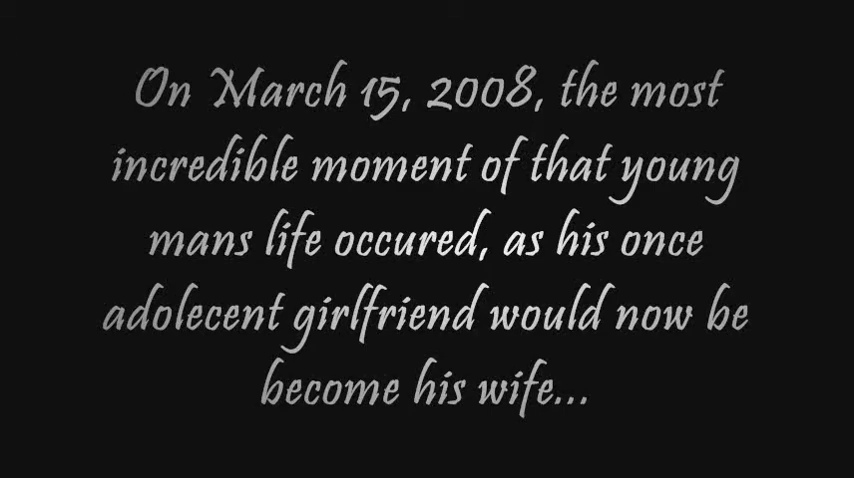 On March 15, 2008, the most
incredible moment of that young
mans life occured, as his once
adolecent girlfriend would now be
become his wife...